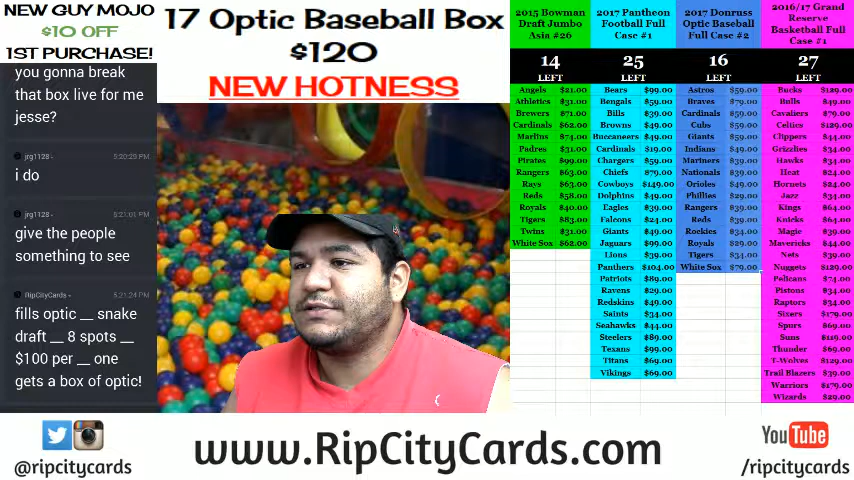 NEW GUY MOJO
$10 OFF
1ST PURCHASE!
you gonna break
that box live for me
jesse?
jrg1128
5:20:29 PM
i do
jrg1128
5:21:01 PM
give the people
something to see
RipCityCards
5:21:24 PM
fills optic __ snake
draft __ 8 spots __
$100 per __ one
gets a box of optic!
17 Optic Baseball Box
$120
NEW HOTNESS
2015 Bowman
Draft Jumbo
Asia #26
14
LEFT
Angels $21.00
Athletics $31.00
Brewers $71.00
Cardinals $62.00
Marlins $74.00
Padres $31.00
Pirates $99.00
Rangers $63.00
Rays $63.00
Reds $58.00
Royals $40.00
Tigers $83.00
Twins $31.00
White Sox $62.00
2017 Pantheon
Football Full
Case #1
25
LEFT
Bears $99.00
Bengals $59.00
Bills $39.00
Browns $49.00
Buccaneers $49.00
Cardinals $19.00
Chargers $59.00
Chiefs $79.00
Cowboys $149.00
Dolphins $49.00
Eagles $39.00
Falcons $24.00
Giants $49.00
Jaguars $99.00
Lions $39.00
Panthers $104.00
Patriots $89.00
Ravens $29.00
Redskins $49.00
Saints $34.00
Seahawks $44.00
Steelers $89.00
Texans $99.00
Titans $69.00
Vikings $69.00
2017 Donruss
Optic Baseball
Full Case #2
16
LEFT
Astros $59.00
Braves $79.00
Cardinals $59.00
Cubs $59.00
Giants $59.00
Indians $49.00
Mariners $39.00
Nationals $39.00
Orioles $49.00
Phillies $29.00
Rangers $39.00
Reds $39.00
Rockies $34.00
Royals $29.00
Tigers $34.00
White Sox $79.00
2016/17 Grand
Reserve
Basketball Full
Case #1
27
LEFT
Bucks $129.00
Bulls $49.00
Cavaliers $79.00
Celtics $129.00
Clippers $44.00
Grizzlies $34.00
Hawks $34.00
Heat $24.00
Hornets $24.00
Jazz $34.00
Kings $64.00
Knicks $64.00
Magic $39.00
Mavericks $44.00
Nets $39.00
Nuggets $129.00
Pelicans $74.00
Pistons $34.00
Raptors $34.00
Sixers $179.00
Spurs $69.00
Suns $119.00
Thunder $69.00
T-Wolves $129.00
Trail Blazers $39.00
Warriors $179.00
Wizards $29.00
@ripcitycards
www.RipCityCards.com
YouTube
/ripcitycards